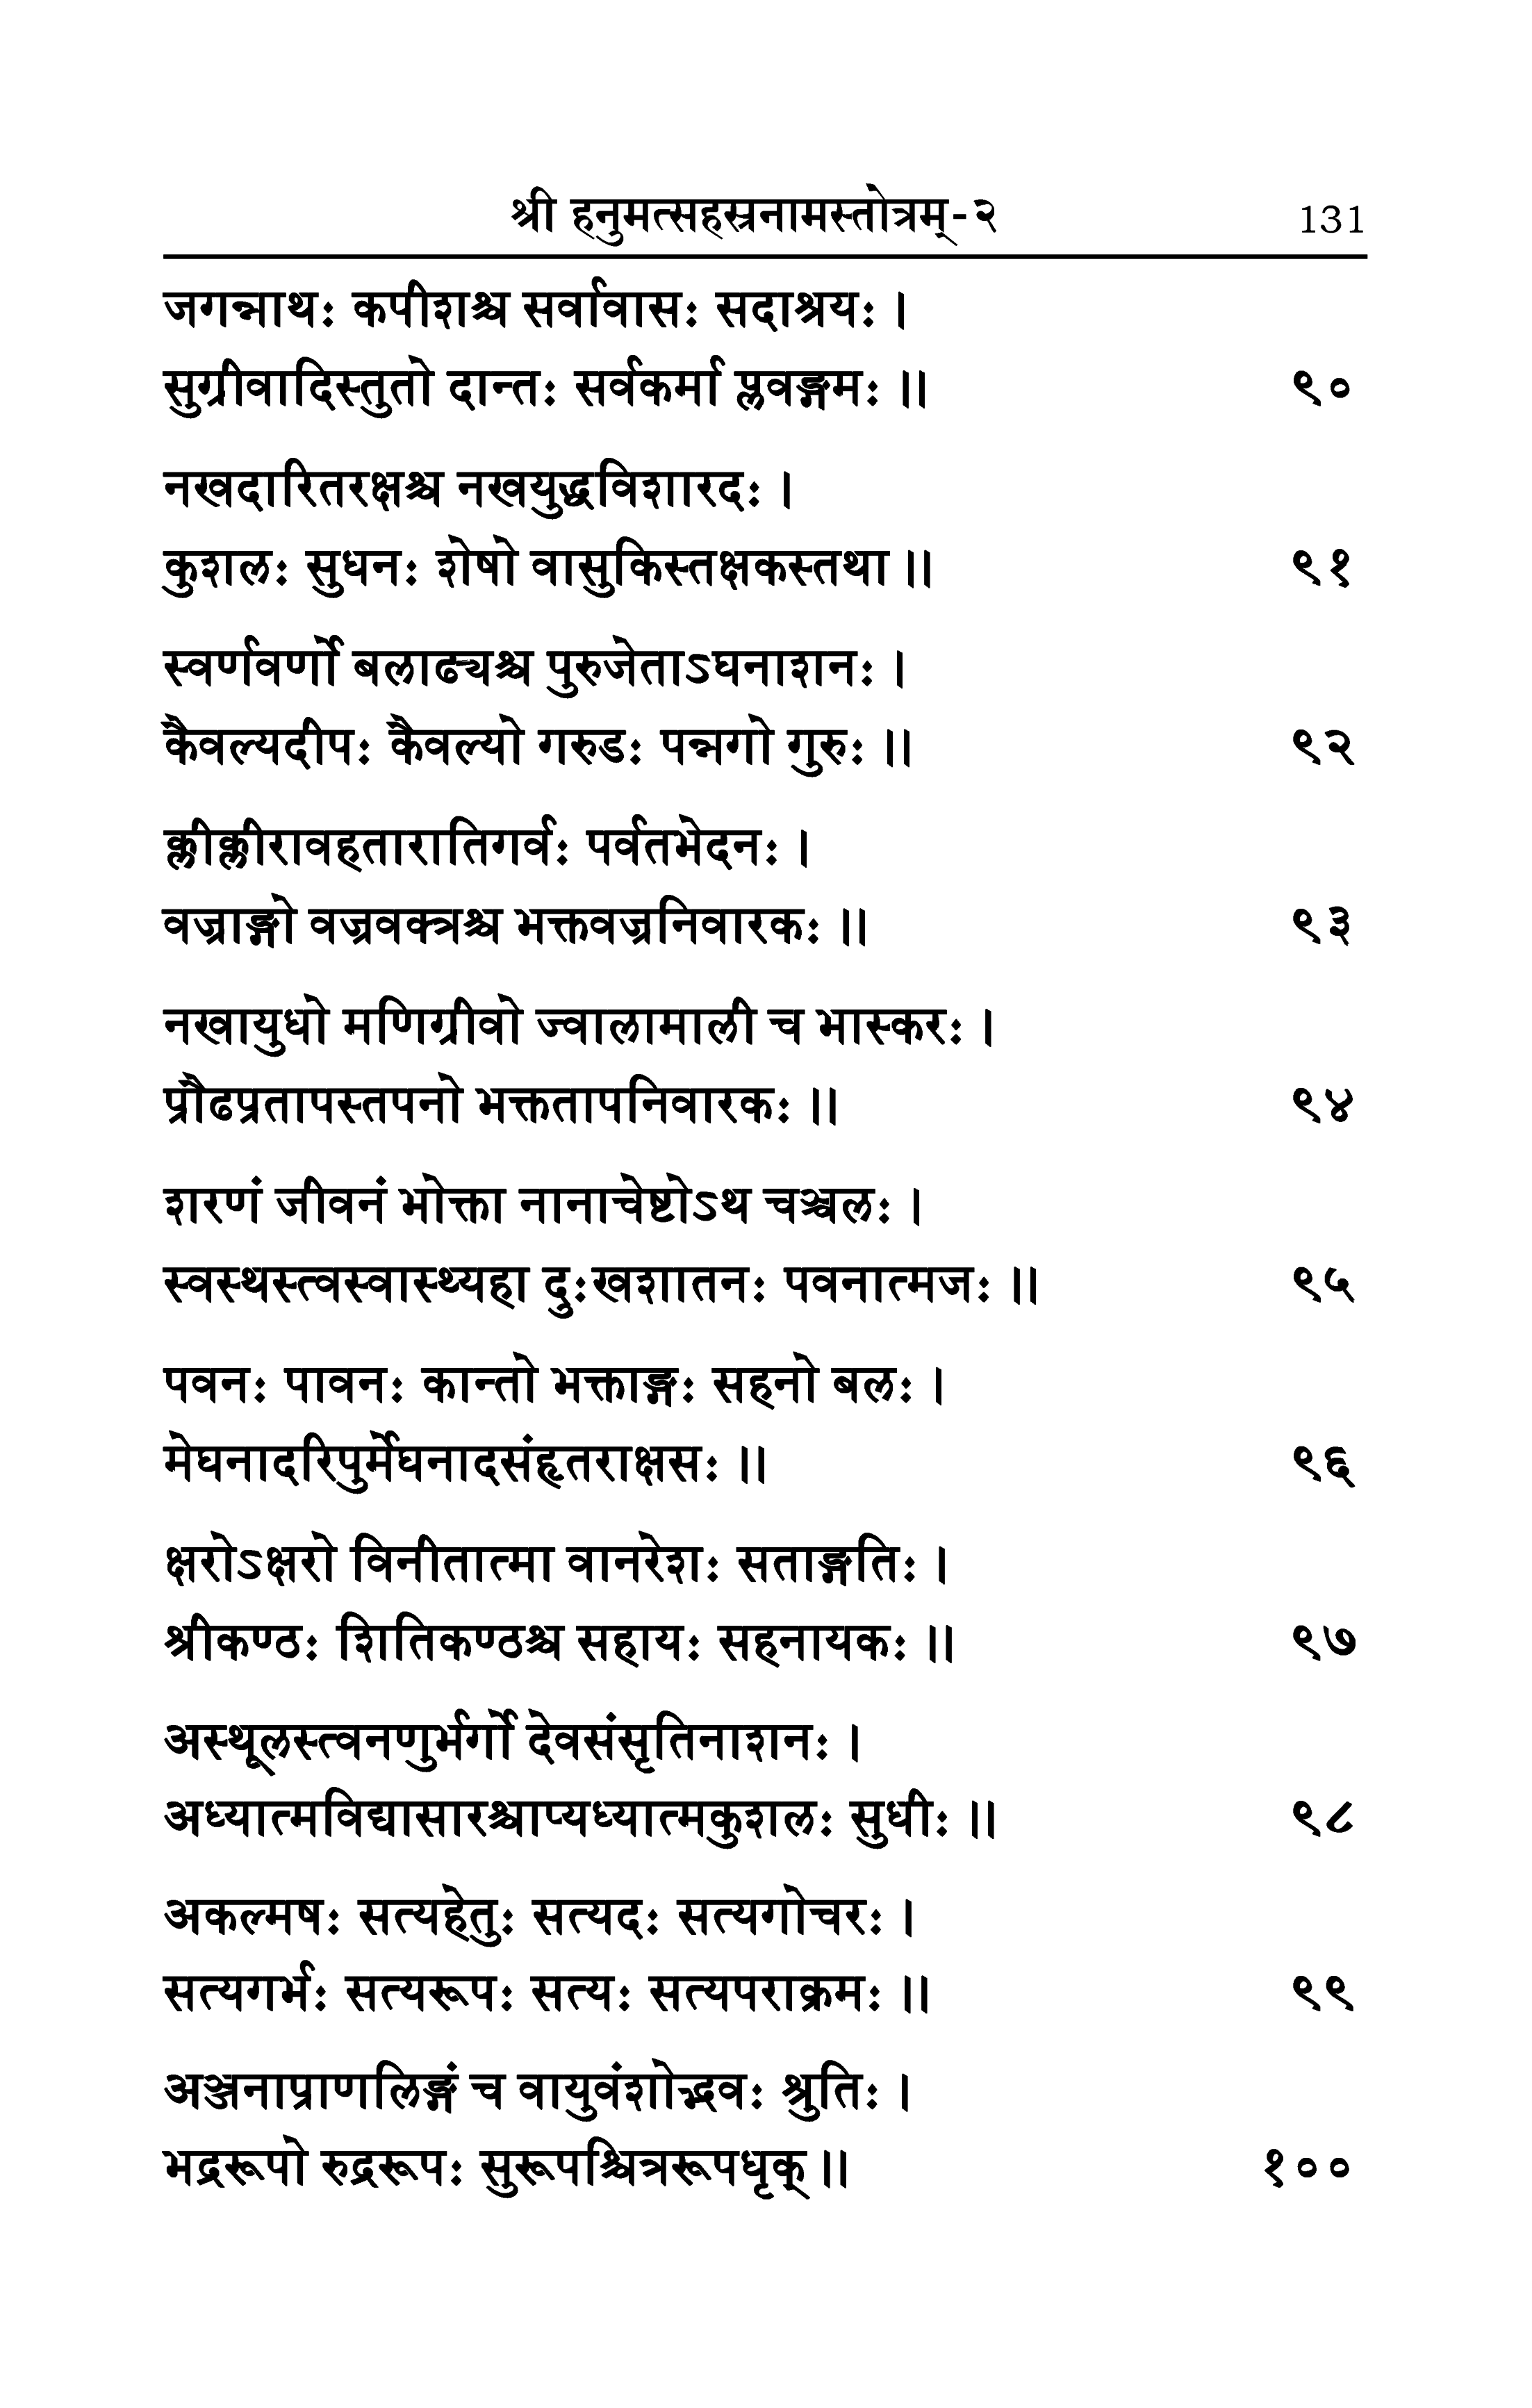 श्री हनुमत्सहस्रनामस्तोत्रम्-२ 131
जगन्नाथः कपीशश्च सर्वावासः सदाश्रयः ।
सुग्रीवादिस्तुतो दान्तः सर्वकर्मा प्लवङ्गमः ॥ ९०
नखदारितरक्षश्च नखयुद्धविशारदः ।
कुशलः सुधनः शेषो वासुकिस्तक्षकस्तथा ॥ ९१
स्वर्णवर्णो बलाढ्यश्च पुरुजेताऽघनाशनः ।
कैवल्यदीपः कैवल्यो गरुडः पन्नगो गुरुः ॥ ९२
क्लीक्लीरावहतारातिगर्वः पर्वतभेदनः ।
वज्राङ्गो वज्रवक्त्रश्च भक्तवज्रनिवारकः ॥ ९३
नखायुधो मणिग्रीवो ज्वालामाली च भास्करः ।
प्रौढप्रतापस्तपनो भक्ततापनिवारकः ॥ ९४
शरणं जीवनं भोक्ता नानाचेष्टोऽथ चञ्चलः ।
स्वस्थस्त्वस्वास्थ्यहा दुःखशातनः पवनात्मजः ॥ ९५
पवनः पावनः कान्तो भक्ताङ्गः सहनो बलः ।
मेघनादरिपुर्मेघनादसंहृतराक्षसः ॥ ९६
क्षरोऽक्षरो विनीतात्मा वानरेशः सताङ्गतिः ।
श्रीकण्ठः शितिकण्ठश्च सहायः सहनायकः ॥ ९७
अस्थूलस्त्वनणुर्भर्गो देवसंसृतिनाशनः ।
अध्यात्मविद्यासारश्चाप्यध्यात्मकुशलः सुधीः ॥ ९८
अकल्मषः सत्यहेतुः सत्यदः सत्यगोचरः ।
सत्यगर्भः सत्यरूपः सत्यः सत्यपराक्रमः ॥ ९९
अञ्जनाप्राणलिङ्गं च वायुवंशोद्भवः श्रुतिः ।
भद्ररूपो रुद्ररूपः सुरूपश्चित्ररूपधृक् ॥ १००